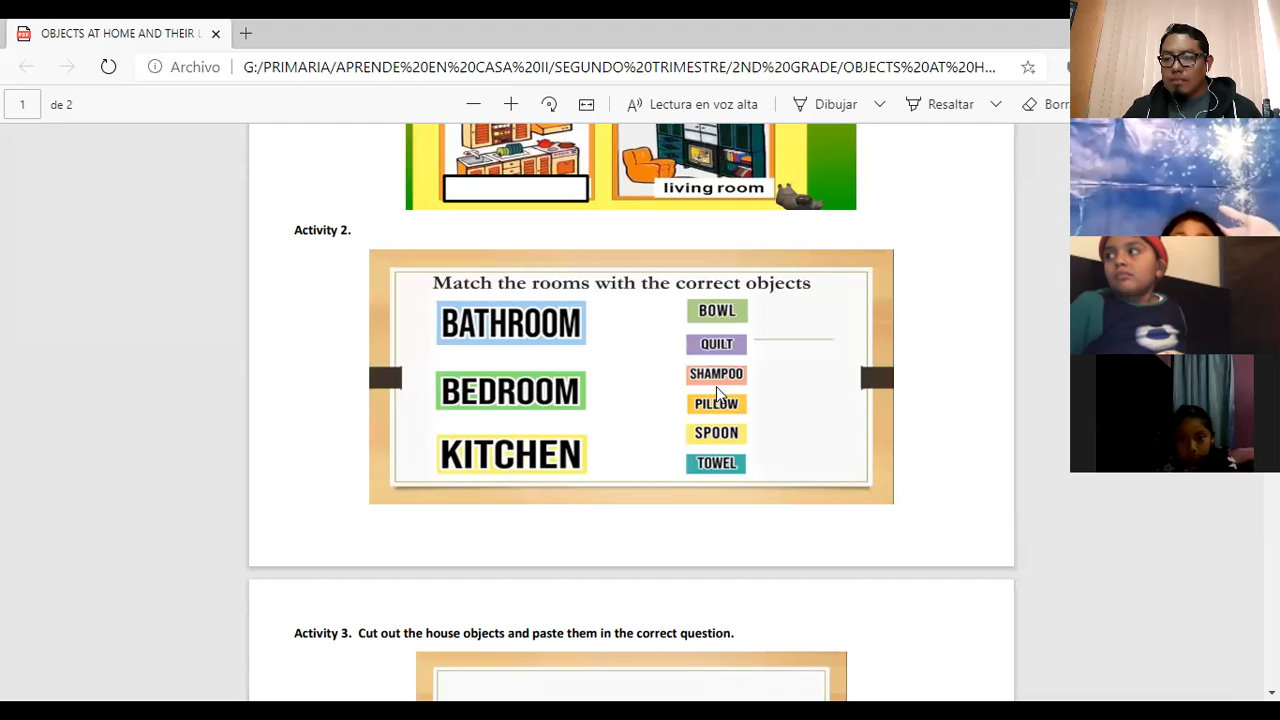 OBJECTS AT HOME AND THEIR L
Archivo
G:/PRIMARIA/APRENDE%20EN%20CASA%20II/SEGUNDO%20TRIMESTRE/2ND%20GRADE/OBJECTS%20AT%20H...
1
de 2
Lectura en voz alta
Dibujar
Resaltar
Borr
living room
Activity 2.
Match the rooms with the correct objects
BATHROOM
BEDROOM
KITCHEN
BOWL
QUILT
SHAMPOO
PILLOW
SPOON
TOWEL
Activity 3. Cut out the house objects and paste them in the correct question.